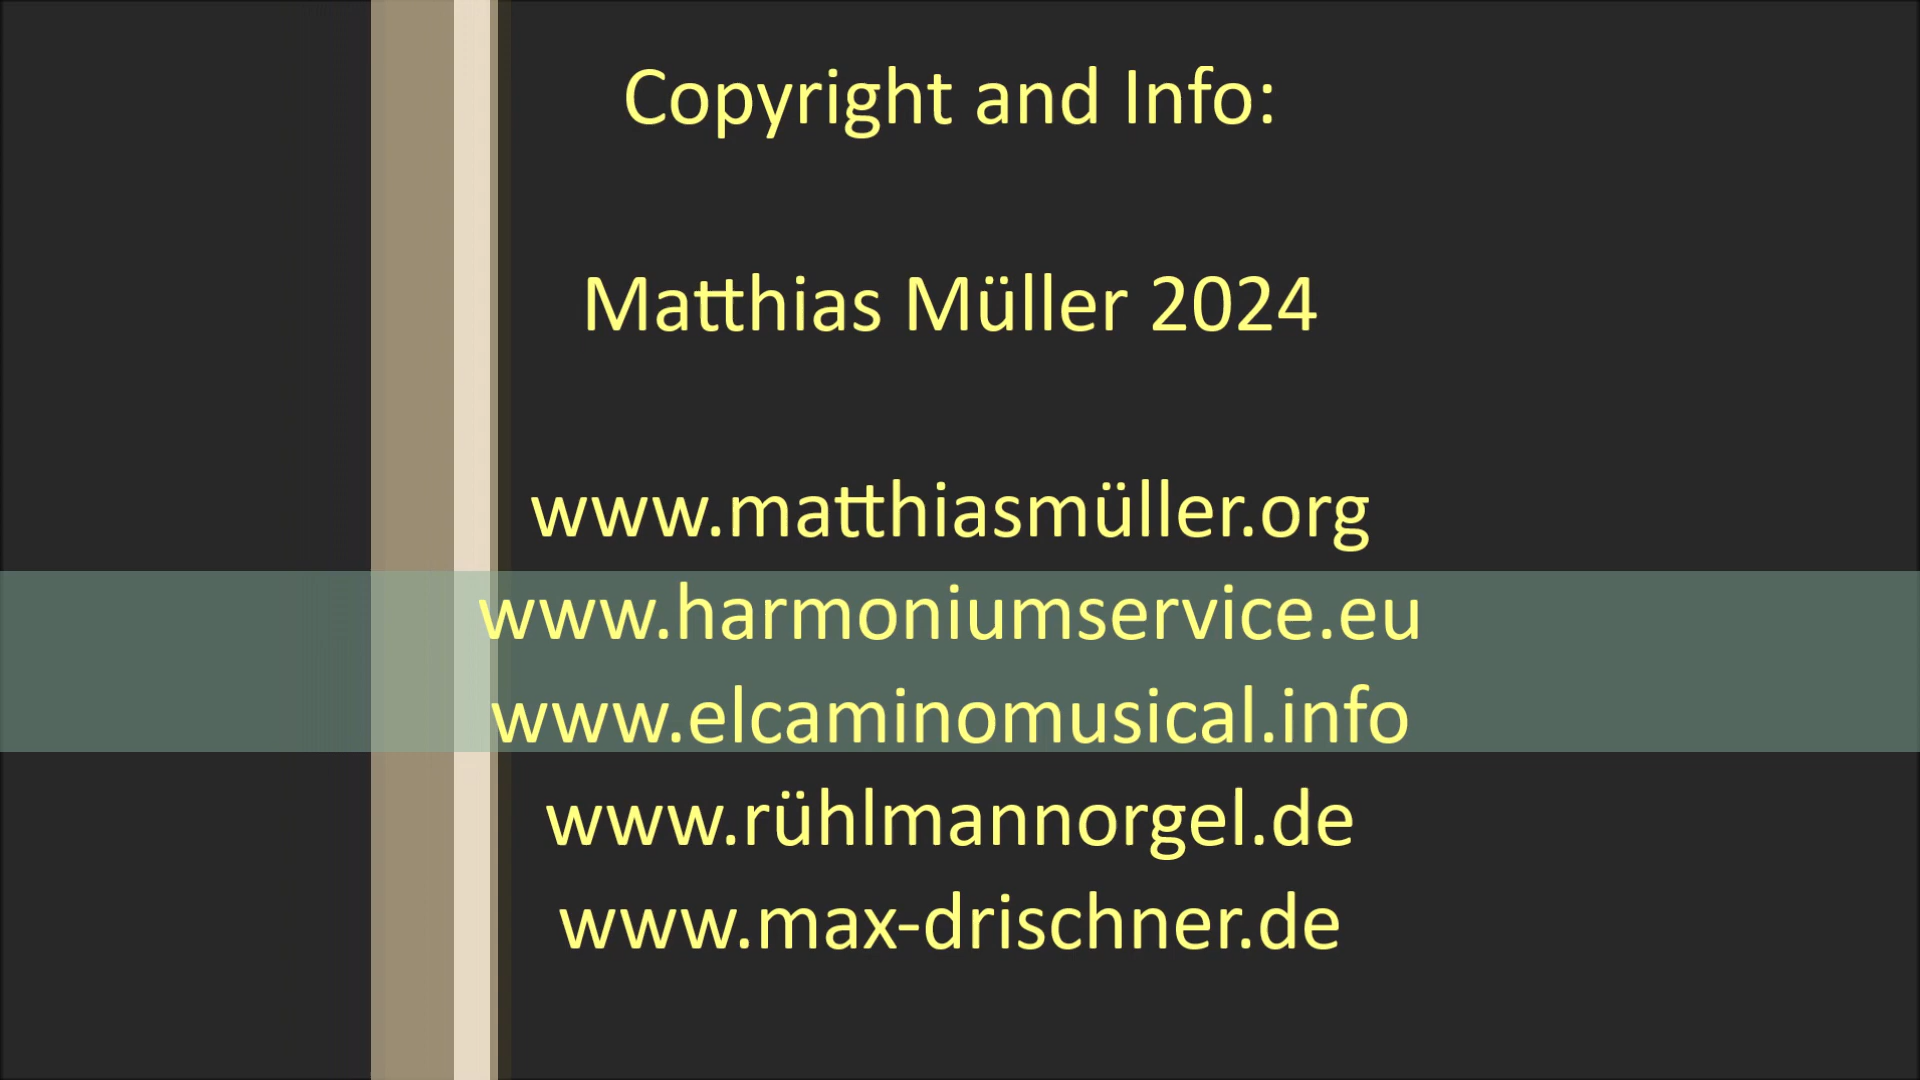 Copyright and Info:
Matthias Müller 2024
www.matthiasmüller.org
www.harmoniumservice.eu
www.elcaminomusical.info
www.rühlmannorgel.de
www.max-drischner.de